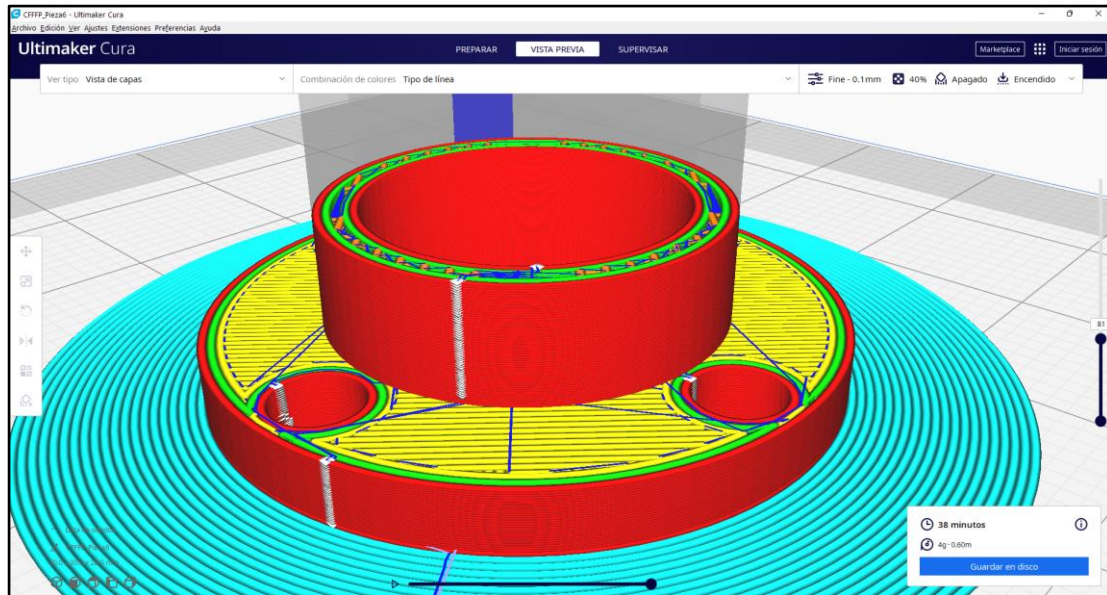 CFFFP_Pieza6 - Ultimaker Cura
Archivo Edición Ver Ajustes Extensiones Preferencias Ayuda
Ultimaker Cura PREPARAR VISTA PREVIA SUPERVISAR Marketplace Iniciar sesión
Ver tipo Vista de capas Combinación de colores Tipo de línea Fine - 0.1mm 40% Apagado Encendido
81
38 minutos
4g · 0.60m
Guardar en disco